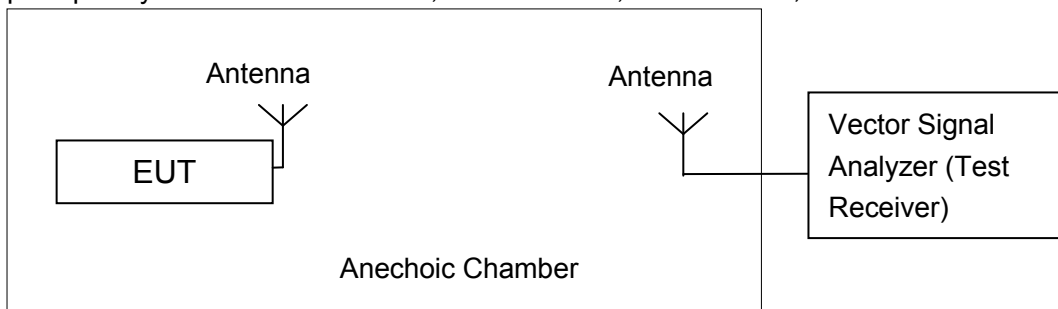 Antenna
Antenna
EUT
Vector Signal
Analyzer (Test
Receiver)
Anechoic Chamber